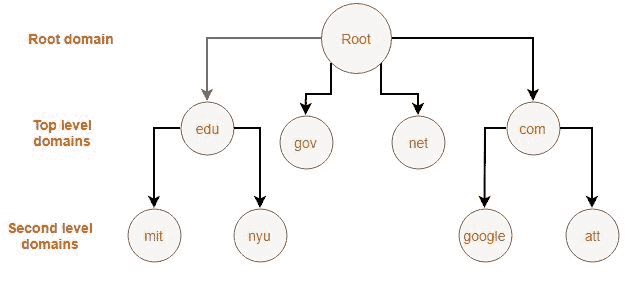 Root domain
Root
Top level
domains
edu
gov
net
com
Second level
domains
mit
nyu
google
att